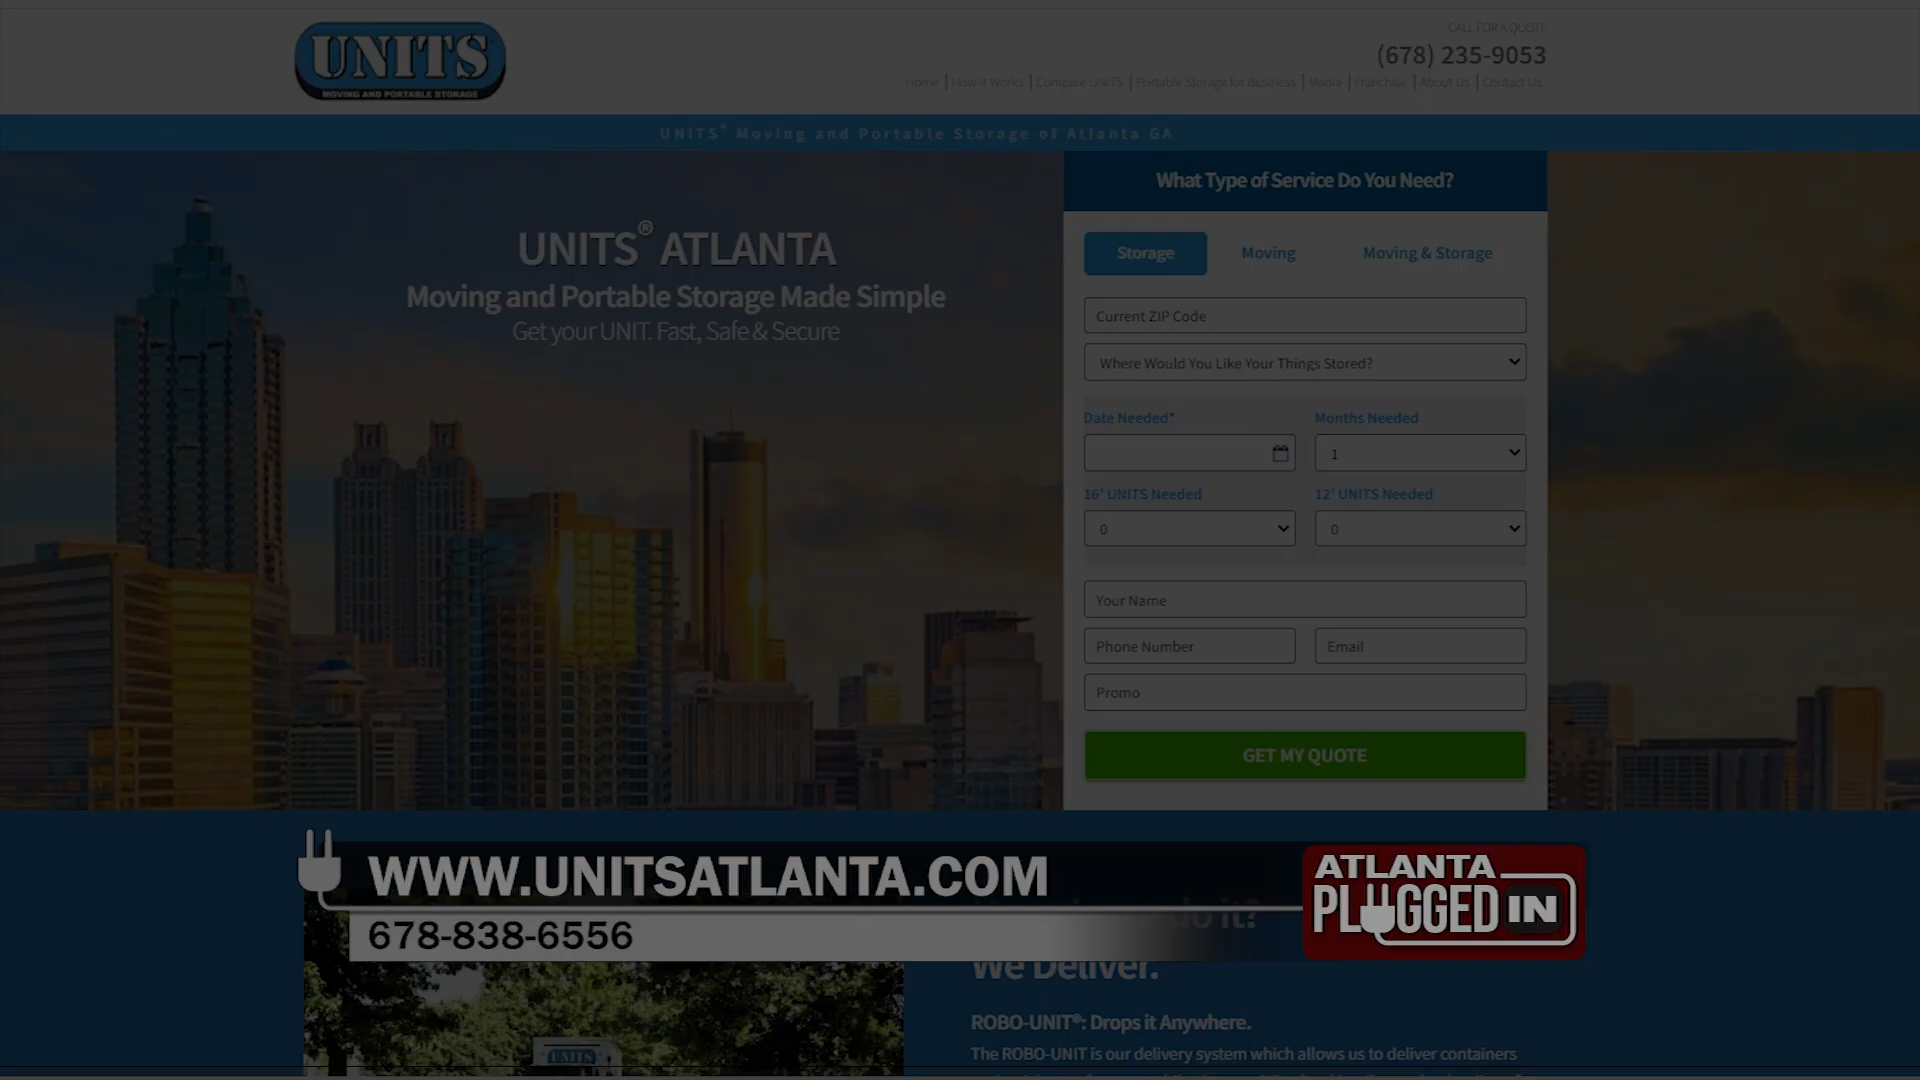 UNITS
MOVING AND PORTABLE STORAGE
CALL FOR A QUOTE
(678) 235-9053
Home | How It Works | Compare UNITS | Portable Storage for Business | Media | Franchise | About Us | Contact Us
UNITS® Moving and Portable Storage of Atlanta GA
UNITS® ATLANTA
Moving and Portable Storage Made Simple
Get your UNIT. Fast, Safe & Secure
What Type of Service Do You Need?
Storage Moving Moving & Storage
Current ZIP Code
Where Would You Like Your Things Stored?
Date Needed* Months Needed
1
16' UNITS Needed 12' UNITS Needed
0 0
Your Name
Phone Number Email
Promo
GET MY QUOTE
WWW.UNITSATLANTA.COM
678-838-6556
ATLANTA
PLUGGED IN
do it?
We Deliver.
ROBO-UNIT®: Drops it Anywhere.
The ROBO-UNIT is our delivery system which allows us to deliver containers
UNITS